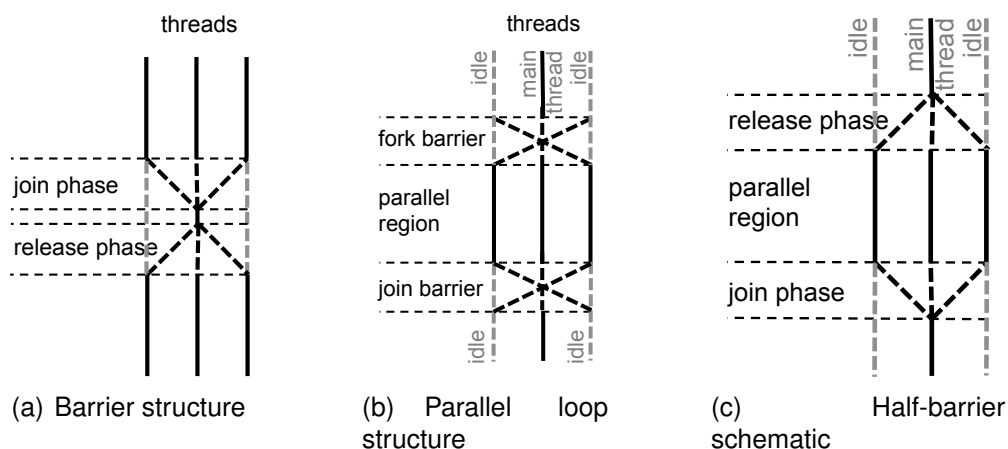 threads
join phase
release phase
(a) Barrier structure
threads
idle
main
thread
idle
fork barrier
parallel
region
join barrier
idle
idle
(b) Parallel loop
structure
idle
main
thread
idle
release phase
parallel
region
join phase
(c) Half-barrier
schematic